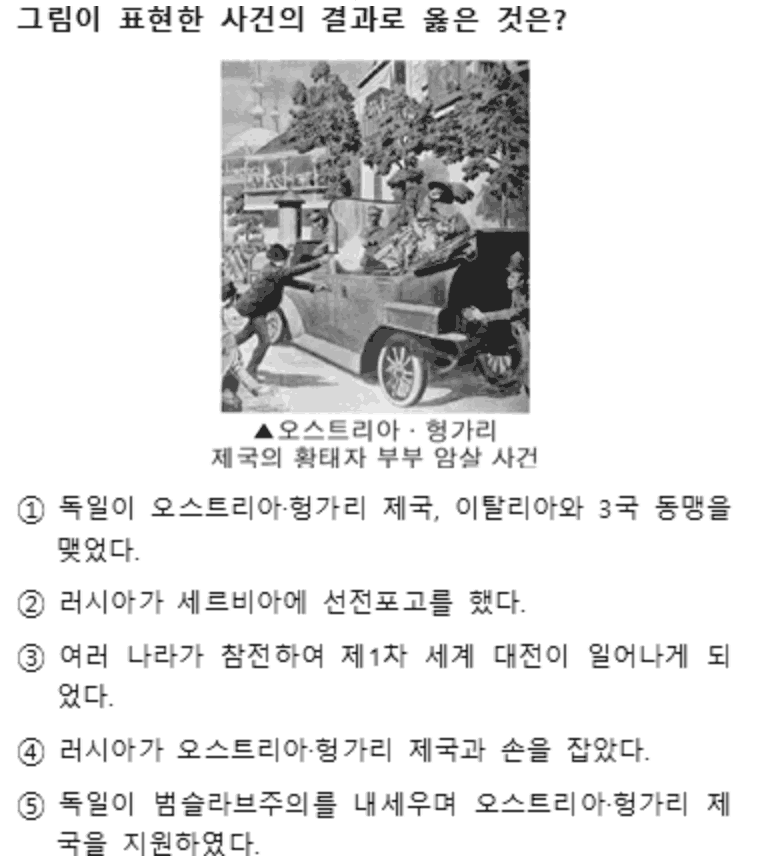 그림이 표현한 사건의 결과로 옳은 것은?
▲오스트리아 · 헝가리
제국의 황태자 부부 암살 사건
① 독일이 오스트리아·헝가리 제국, 이탈리아와 3국 동맹을
맺었다.
② 러시아가 세르비아에 선전포고를 했다.
③ 여러 나라가 참전하여 제1차 세계 대전이 일어나게 되
었다.
④ 러시아가 오스트리아·헝가리 제국과 손을 잡았다.
⑤ 독일이 범슬라브주의를 내세우며 오스트리아·헝가리 제
국을 지원하였다.